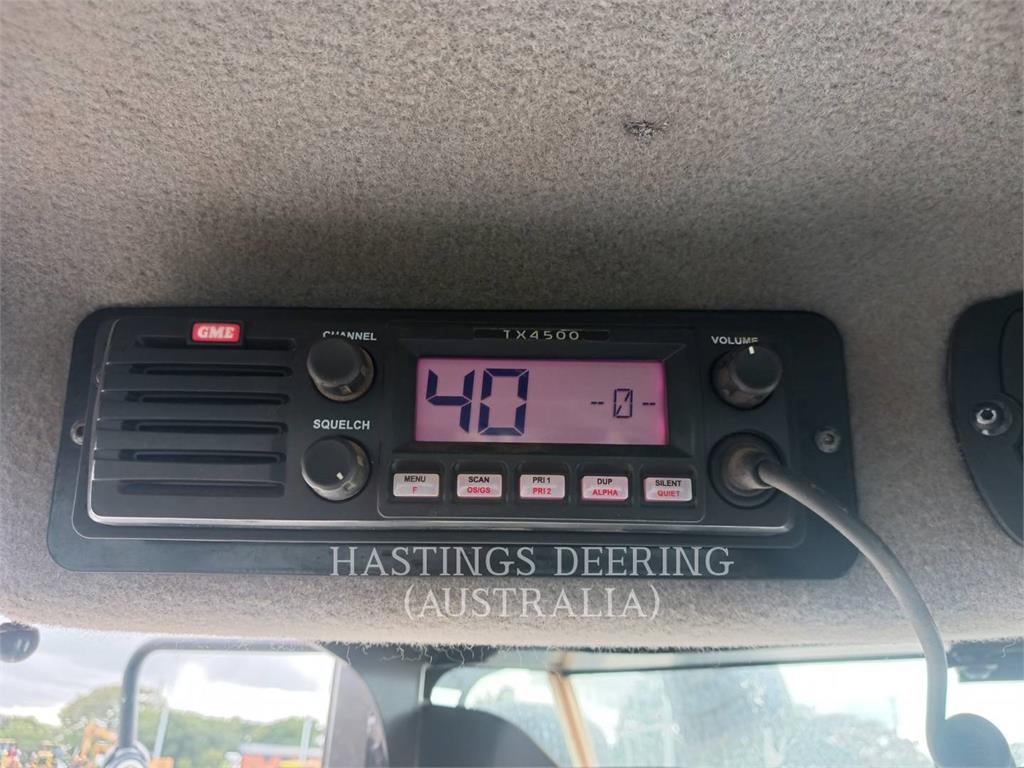 GME
CHANNEL
TX4500
VOLUME
40 --0--
SQUELCH
MENU
F
SCAN
OS/GS
PRI 1
PRI 2
DUP
ALPHA
SILENT
QUIET
HASTINGS DEERING
(AUSTRALIA)